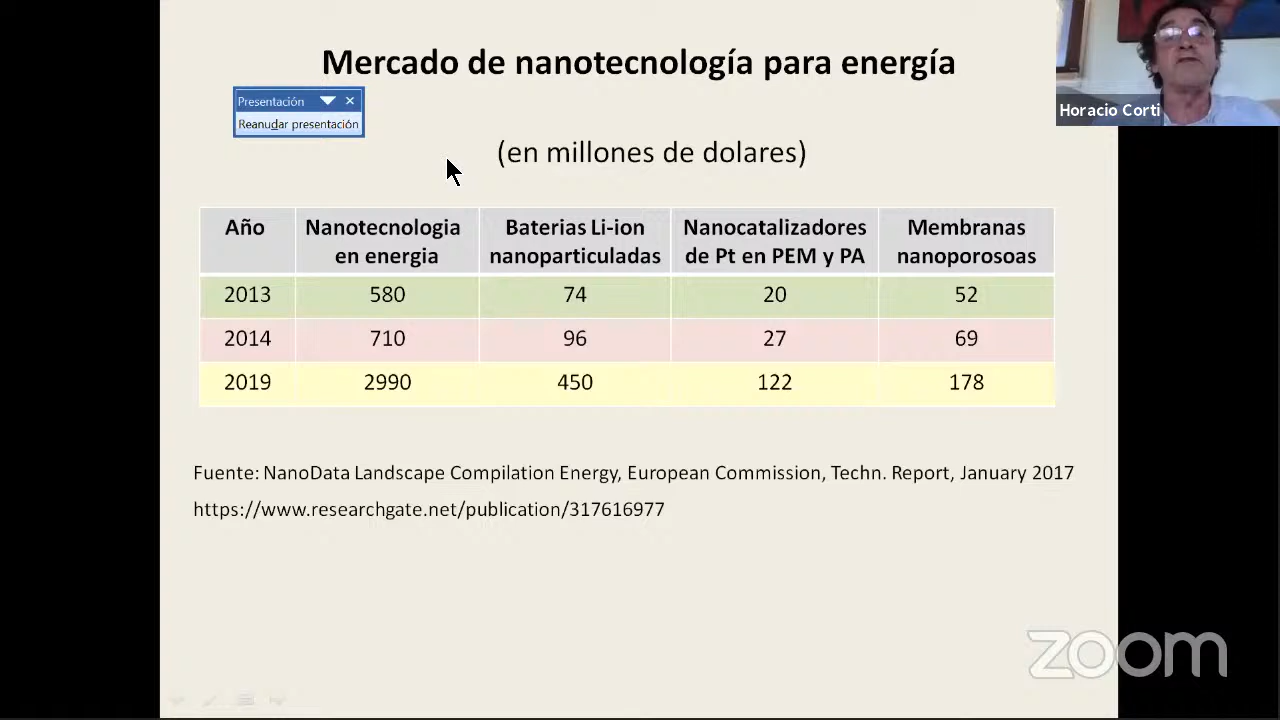 Mercado de nanotecnología para energía
Presentación
Reanudar presentación
Horacio Corti
(en millones de dolares)
Año Nanotecnologia en energia Baterias Li-ion nanoparticuladas Nanocatalizadores de Pt en PEM y PA Membranas nanoporosoas
2013 580 74 20 52
2014 710 96 27 69
2019 2990 450 122 178
Fuente: NanoData Landscape Compilation Energy, European Commission, Techn. Report, January 2017
https://www.researchgate.net/publication/317616977
zoom